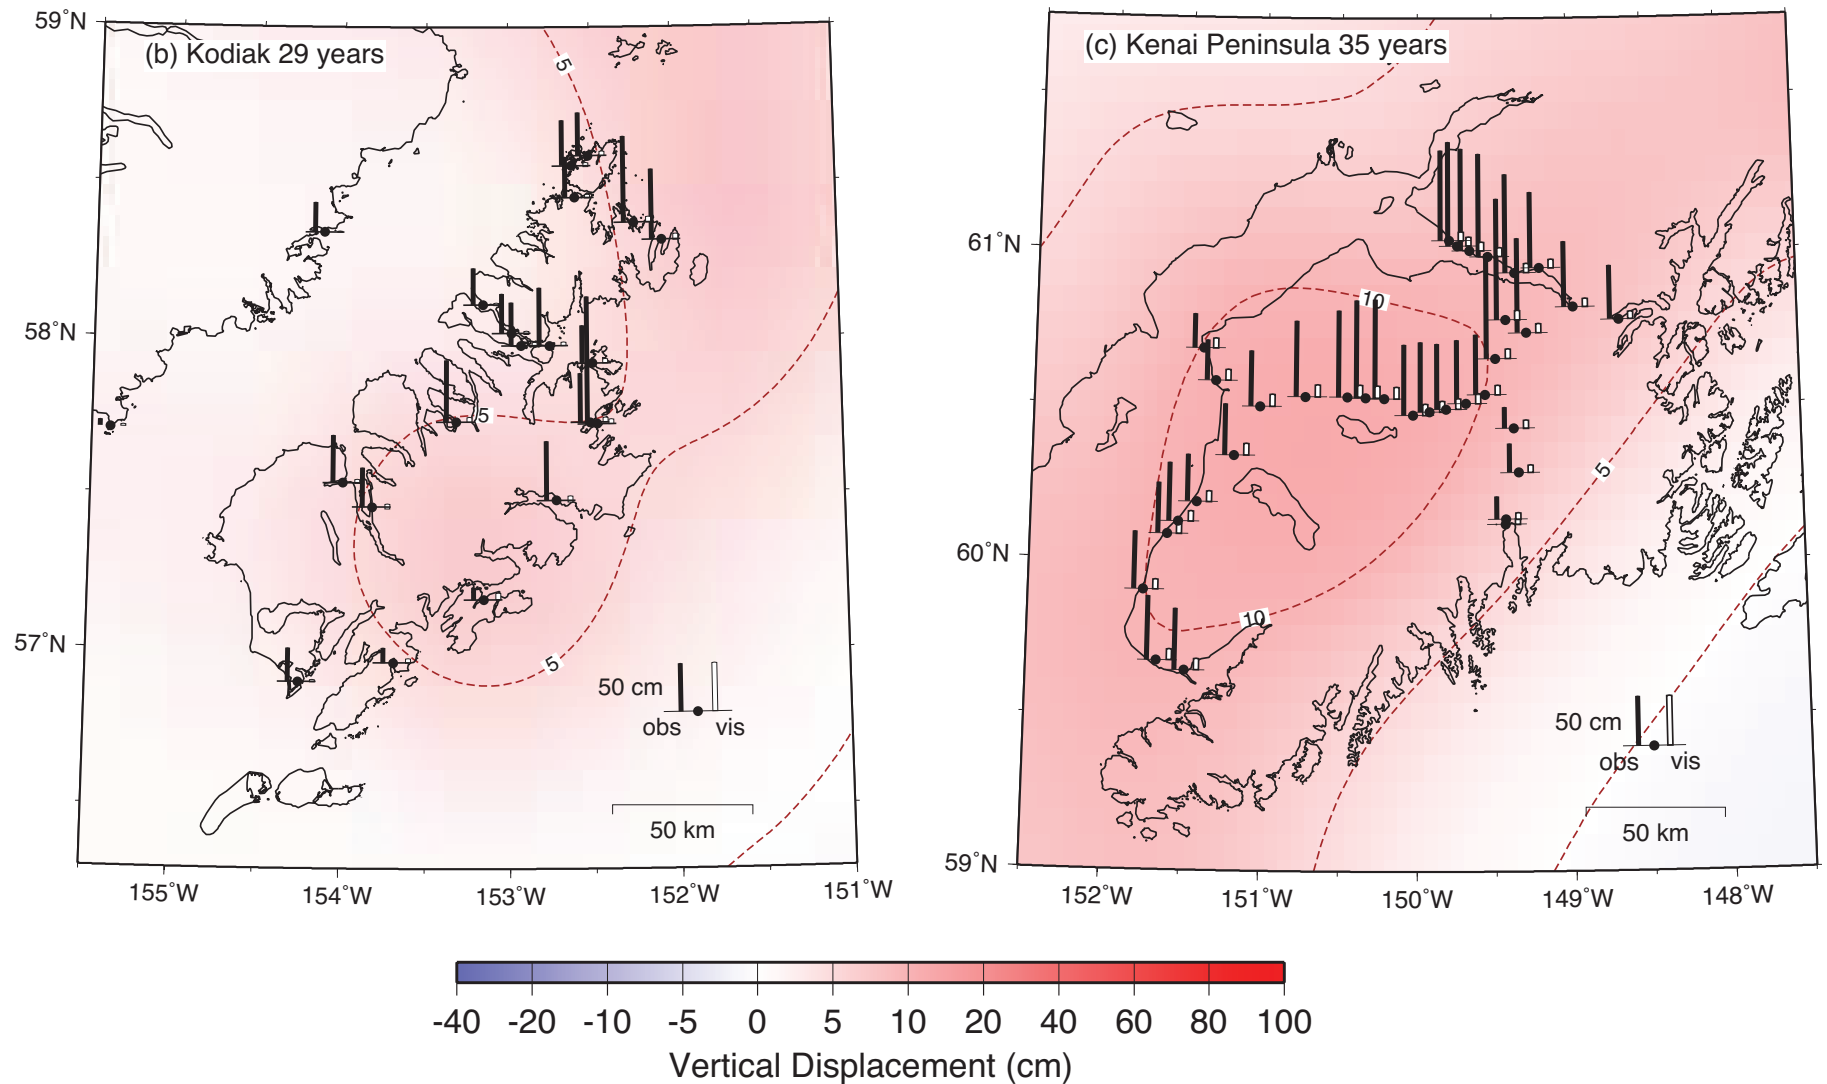 (b) Kodiak 29 years
59˚N
58˚N
57˚N
5
5
5
50 cm
obs
vis
50 km
155˚W
154˚W
153˚W
152˚W
151˚W
(c) Kenai Peninsula 35 years
61˚N
60˚N
59˚N
10
10
5
50 cm
obs
vis
50 km
152˚W
151˚W
150˚W
149˚W
148˚W
-40
-20
-10
-5
0
5
10
20
40
60
80
100
Vertical Displacement (cm)